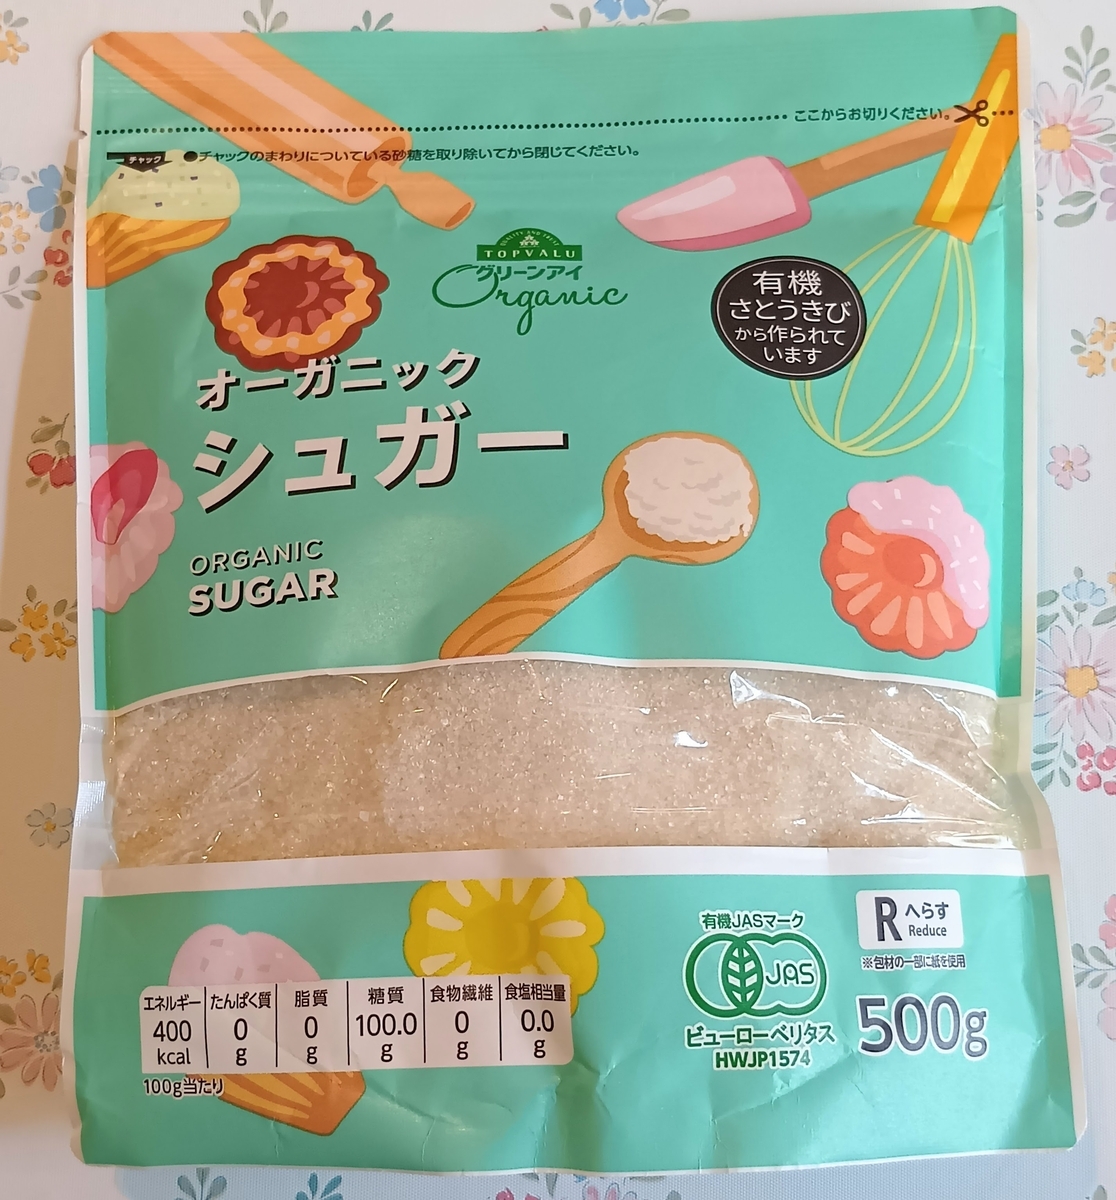 ここからお切りください。
チャック
●チャックのまわりについている砂糖を取り除いてから閉じてください。
QUALITY AND TRUST
TOPVALU
グリーンアイ
Organic
有機
さとうきび
から作られて
います
オーガニック
シュガー
ORGANIC
SUGAR
有機JASマーク
JAS
ビューローベリタス
HWJP1574
R へらす
Reduce
※包材の一部に紙を使用
500g
エネルギー たんぱく質 脂質 糖質 食物繊維 食塩相当量
400 0 0 100.0 0 0.0
kcal g g g g g
100g当たり